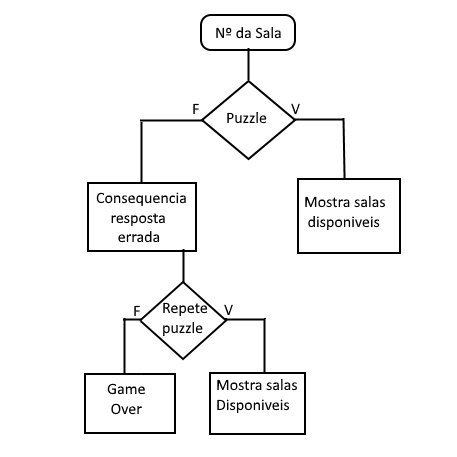 Nº da Sala
F
V
Puzzle
Consequencia
resposta
errada
Mostra salas
disponiveis
F
V
Repete
puzzle
Game
Over
Mostra salas
Disponiveis